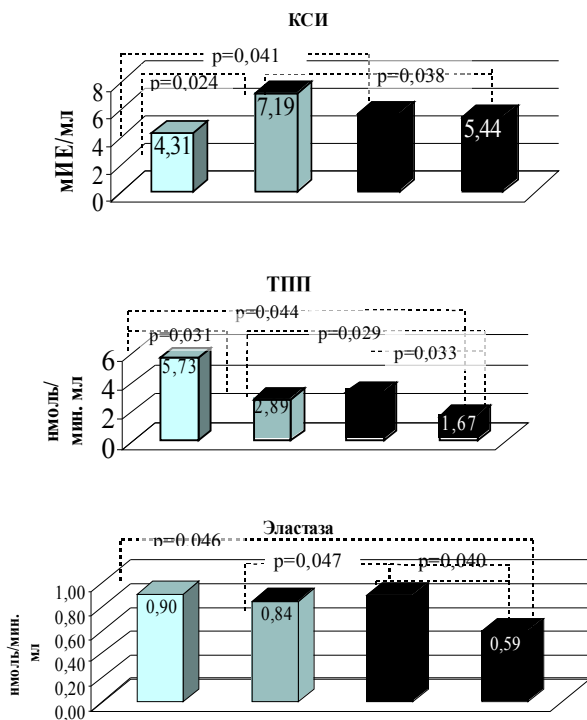 КСИ
p=0,041
p=0,024
p=0,038
8
6
4
2
0
мИЕ/мл
4,31
7,19
5,44
ТПП
p=0,044
p=0,031
p=0,029
p=0,033
6
4
2
0
нмоль/
мин. мл
5,73
2,89
1,67
Эластаза
p=0,046
p=0,047
p=0,040
1,00
0,80
0,60
0,40
0,20
0,00
нмоль/мин.
мл
0,90
0,84
0,59